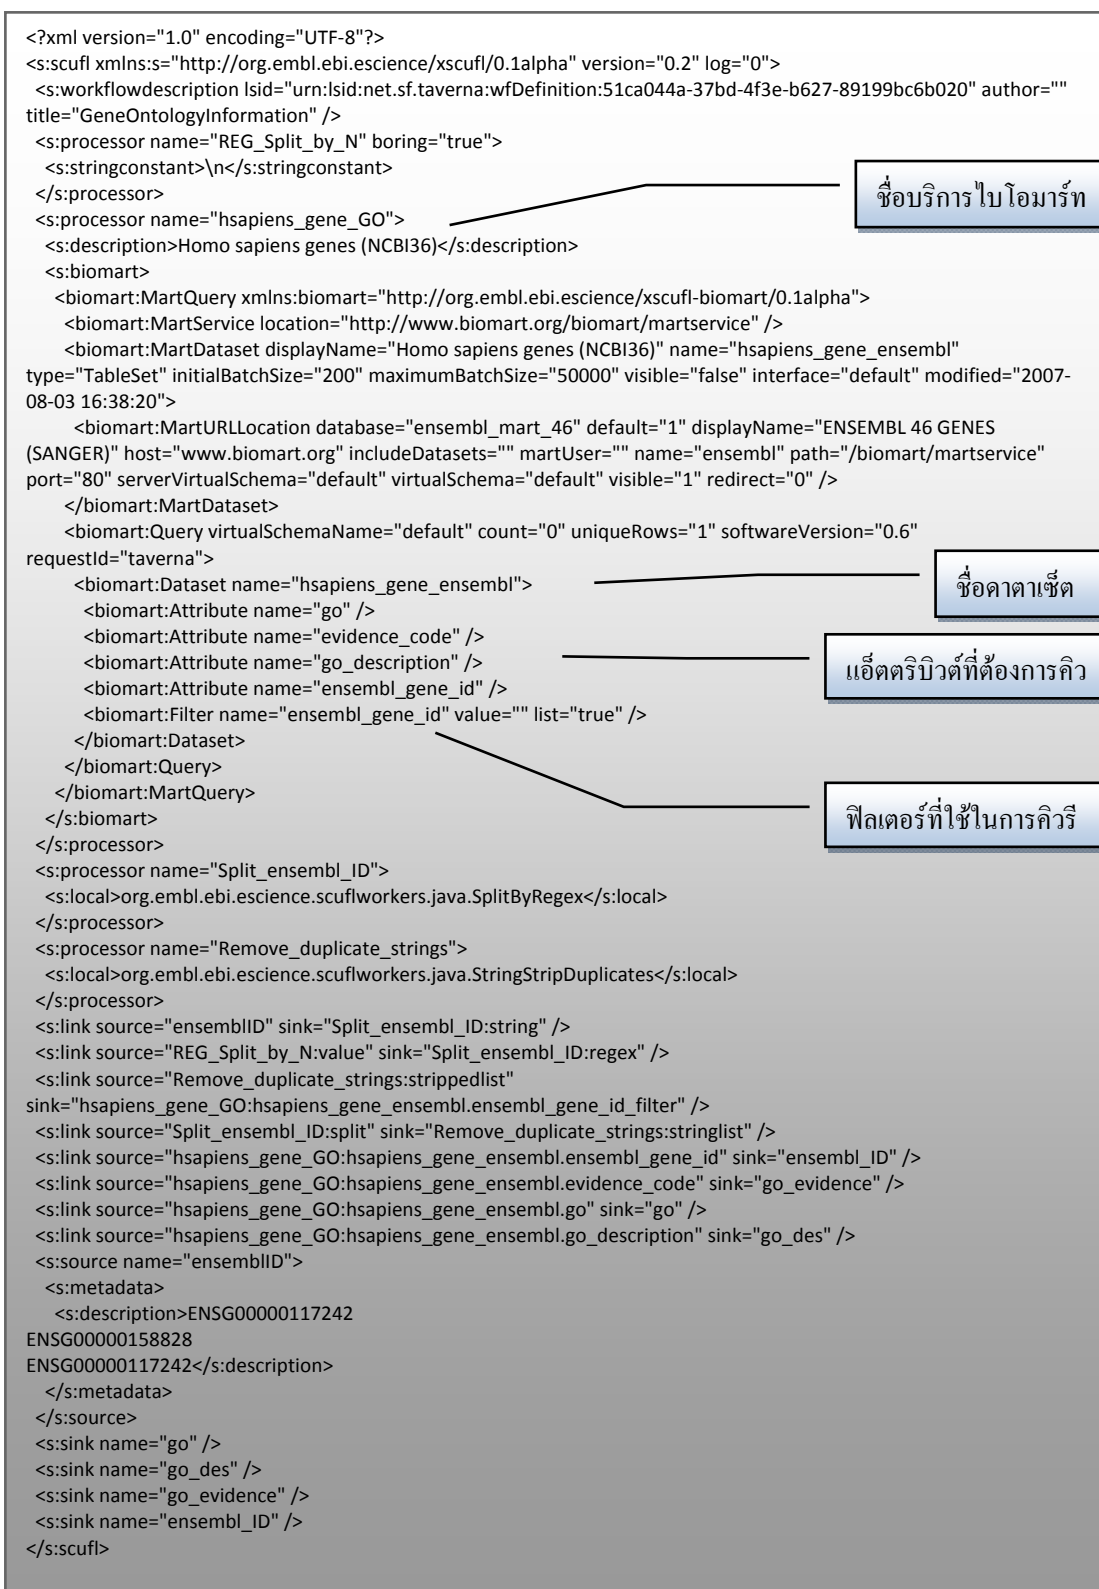 <?xml version="1.0" encoding="UTF-8"?>
<s:scufl xmlns:s="http://org.embl.ebi.escience/xscufl/0.1alpha" version="0.2" log="0">
<s:workflowdescription lsid="urn:lsid:net.sf.taverna:wfDefinition:51ca044a-37bd-4f3e-b627-89199bc6b020" author=""
title="GeneOntologyInformation" />
<s:processor name="REG_Split_by_N" boring="true">
<s:stringconstant>\n</s:stringconstant>
</s:processor>
ชื่อบริการไบโอมาร์ท
<s:processor name="hsapiens_gene_GO">
<s:description>Homo sapiens genes (NCBI36)</s:description>
<s:biomart>
<biomart:MartQuery xmlns:biomart="http://org.embl.ebi.escience/xscufl-biomart/0.1alpha">
<biomart:MartService location="http://www.biomart.org/biomart/martservice" />
<biomart:MartDataset displayName="Homo sapiens genes (NCBI36)" name="hsapiens_gene_ensembl"
type="TableSet" initialBatchSize="200" maximumBatchSize="50000" visible="false" interface="default" modified="2007-
08-03 16:38:20">
<biomart:MartURLLocation database="ensembl_mart_46" default="1" displayName="ENSEMBL 46 GENES
(SANGER)" host="www.biomart.org" includeDatasets="" martUser="" name="ensembl" path="/biomart/martservice"
port="80" serverVirtualSchema="default" virtualSchema="default" visible="1" redirect="0" />
</biomart:MartDataset>
<biomart:Query virtualSchemaName="default" count="0" uniqueRows="1" softwareVersion="0.6"
requestId="taverna">
<biomart:Dataset name="hsapiens_gene_ensembl">
ชื่อดาตาเซ็ต
<biomart:Attribute name="go" />
<biomart:Attribute name="evidence_code" />
<biomart:Attribute name="go_description" />
แอ็ตตริบิวต์ที่ต้องการคิว
<biomart:Attribute name="ensembl_gene_id" />
<biomart:Filter name="ensembl_gene_id" value="" list="true" />
</biomart:Dataset>
</biomart:Query>
</biomart:MartQuery>
ฟิลเตอร์ที่ใช้ในการคิวรี
</s:biomart>
</s:processor>
<s:processor name="Split_ensembl_ID">
<s:local>org.embl.ebi.escience.scuflworkers.java.SplitByRegex</s:local>
</s:processor>
<s:processor name="Remove_duplicate_strings">
<s:local>org.embl.ebi.escience.scuflworkers.java.StringStripDuplicates</s:local>
</s:processor>
<s:link source="ensemblID" sink="Split_ensembl_ID:string" />
<s:link source="REG_Split_by_N:value" sink="Split_ensembl_ID:regex" />
<s:link source="Remove_duplicate_strings:strippedlist"
sink="hsapiens_gene_GO:hsapiens_gene_ensembl.ensembl_gene_id_filter" />
<s:link source="Split_ensembl_ID:split" sink="Remove_duplicate_strings:stringlist" />
<s:link source="hsapiens_gene_GO:hsapiens_gene_ensembl.ensembl_gene_id" sink="ensembl_ID" />
<s:link source="hsapiens_gene_GO:hsapiens_gene_ensembl.evidence_code" sink="go_evidence" />
<s:link source="hsapiens_gene_GO:hsapiens_gene_ensembl.go" sink="go" />
<s:link source="hsapiens_gene_GO:hsapiens_gene_ensembl.go_description" sink="go_des" />
<s:source name="ensemblID">
<s:metadata>
<s:description>ENSG00000117242
ENSG00000158828
ENSG00000117242</s:description>
</s:metadata>
</s:source>
<s:sink name="go" />
<s:sink name="go_des" />
<s:sink name="go_evidence" />
<s:sink name="ensembl_ID" />
</s:scufl>